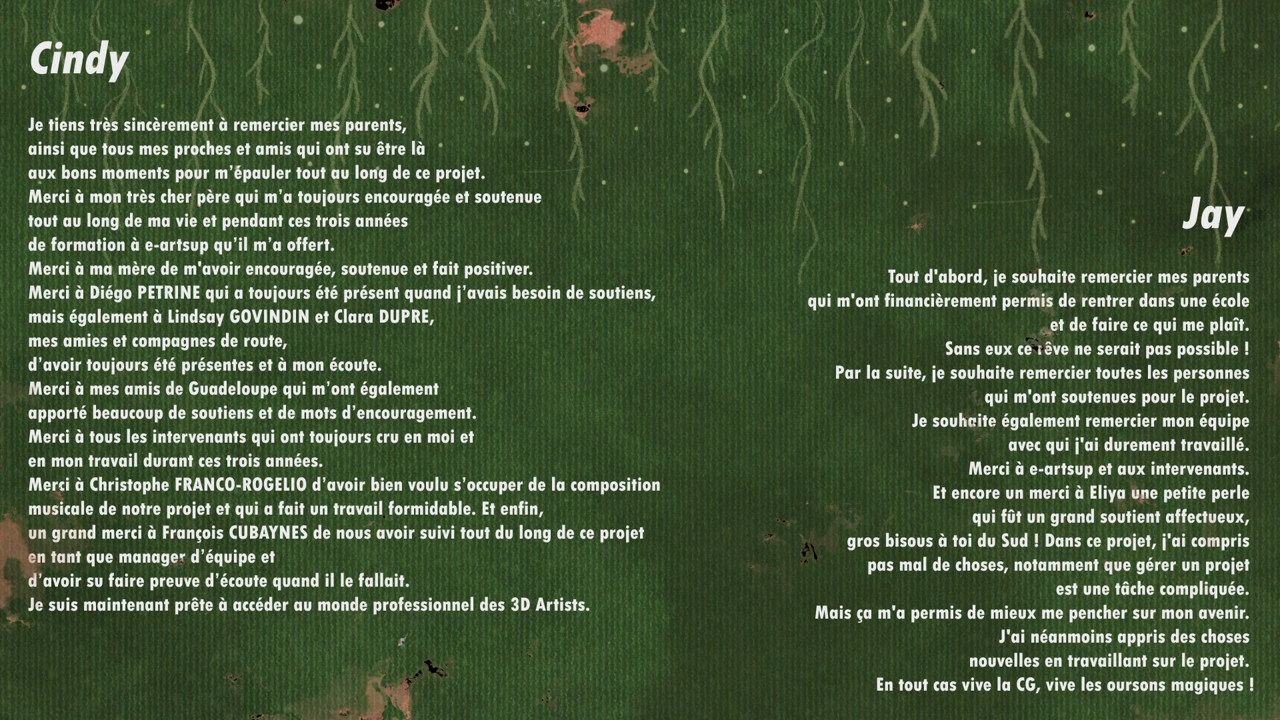 Cindy
Je tiens très sincèrement à remercier mes parents,
ainsi que tous mes proches et amis qui ont su être là
aux bons moments pour m'épauler tout au long de ce projet.
Merci à mon très cher père qui m'a toujours encouragée et soutenue
tout au long de ma vie et pendant ces trois années
de formation à e-artsup qu'il m'a offert.
Merci à ma mère de m'avoir encouragée, soutenue et fait positiver.
Merci à Diégo PETRINE qui a toujours été présent quand j'avais besoin de soutiens,
mais également à Lindsay GOVINDIN et Clara DUPRE,
mes amies et compagnes de route,
d'avoir toujours été présentes et à mon écoute.
Merci à mes amis de Guadeloupe qui m'ont également
apporté beaucoup de soutiens et de mots d'encouragement.
Merci à tous les intervenants qui ont toujours cru en moi et
en mon travail durant ces trois années.
Merci à Christophe FRANCO-ROGELIO d'avoir bien voulu s'occuper de la composition
musicale de notre projet et qui a fait un travail formidable. Et enfin,
un grand merci à François CUBAYNES de nous avoir suivi tout du long de ce projet
en tant que manager d'équipe et
d'avoir su faire preuve d'écoute quand il le fallait.
Je suis maintenant prête à accéder au monde professionnel des 3D Artists.
Jay
Tout d'abord, je souhaite remercier mes parents
qui m'ont financièrement permis de rentrer dans une école
et de faire ce qui me plaît.
Sans eux ce rêve ne serait pas possible !
Par la suite, je souhaite remercier toutes les personnes
qui m'ont soutenues pour le projet.
Je souhaite également remercier mon équipe
avec qui j'ai durement travaillé.
Merci à e-artsup et aux intervenants.
Et encore un merci à Eliya une petite perle
qui fût un grand soutient affectueux,
gros bisous à toi du Sud ! Dans ce projet, j'ai compris
pas mal de choses, notamment que gérer un projet
est une tâche compliquée.
Mais ça m'a permis de mieux me pencher sur mon avenir.
J'ai néanmoins appris des choses
nouvelles en travaillant sur le projet.
En tout cas vive la CG, vive les oursons magiques !